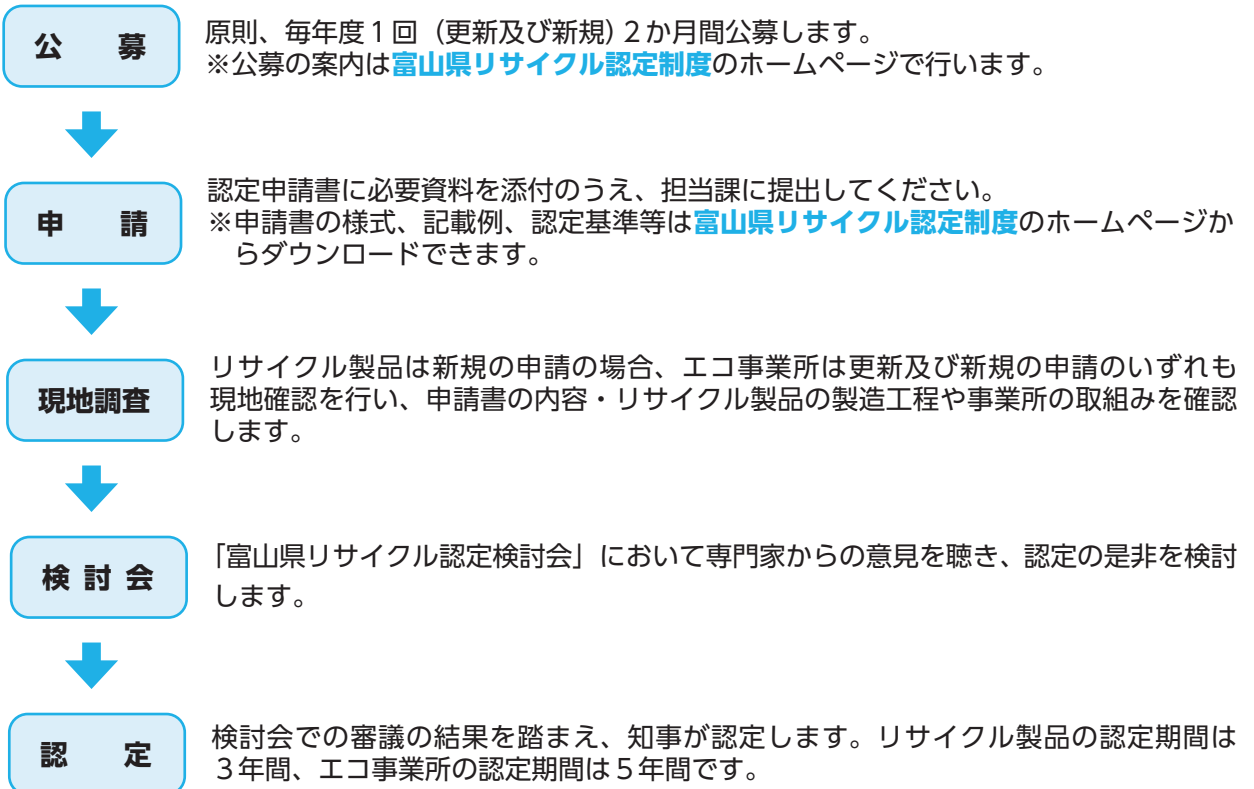 公 募
原則、毎年度１回（更新及び新規）２か月間公募します。
※公募の案内は富山県リサイクル認定制度のホームページで行います。
申 請
認定申請書に必要資料を添付のうえ、担当課に提出してください。
※申請書の様式、記載例、認定基準等は富山県リサイクル認定制度のホームページか
らダウンロードできます。
現地調査
リサイクル製品は新規の申請の場合、エコ事業所は更新及び新規の申請のいずれも
現地確認を行い、申請書の内容・リサイクル製品の製造工程や事業所の取組みを確認
します。
検 討 会
「富山県リサイクル認定検討会」において専門家からの意見を聴き、認定の是非を検討
します。
認 定
検討会での審議の結果を踏まえ、知事が認定します。リサイクル製品の認定期間は
３年間、エコ事業所の認定期間は５年間です。